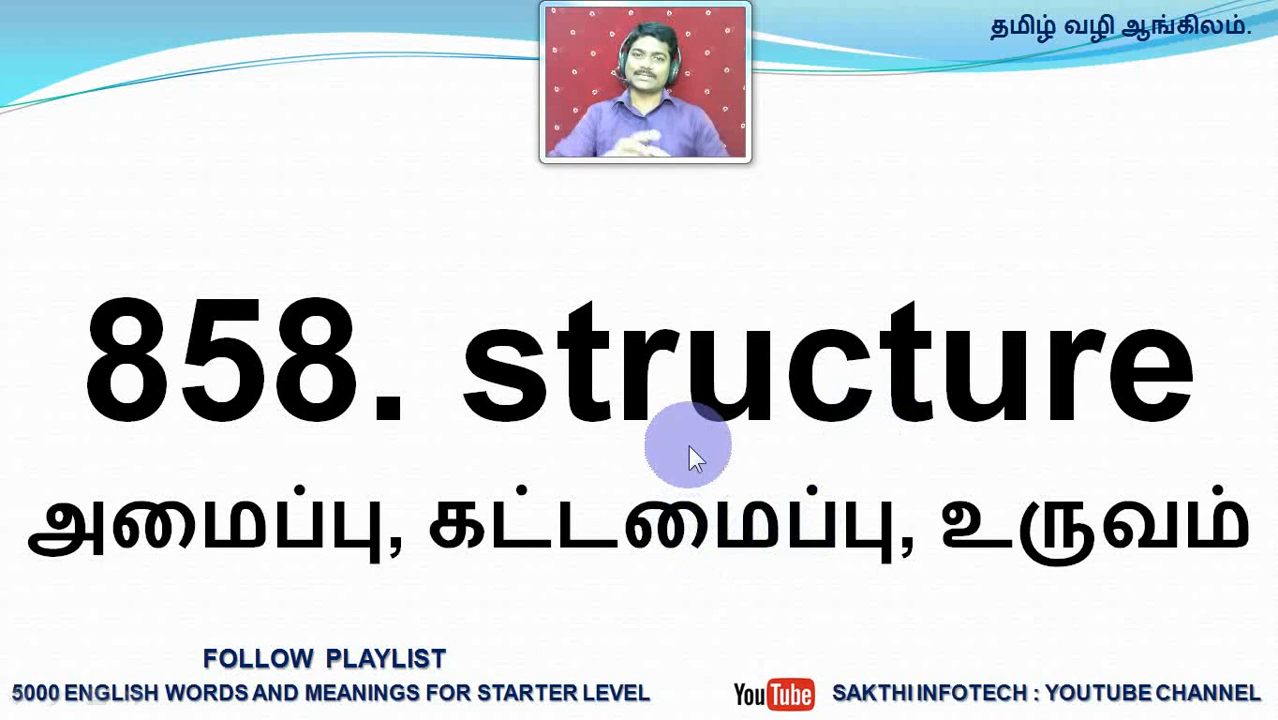 தமிழ் வழி ஆங்கிலம்.
858. structure
அமைப்பு, கட்டமைப்பு, உருவம்
FOLLOW PLAYLIST
5000 ENGLISH WORDS AND MEANINGS FOR STARTER LEVEL
YouTube SAKTHI INFOTECH : YOUTUBE CHANNEL